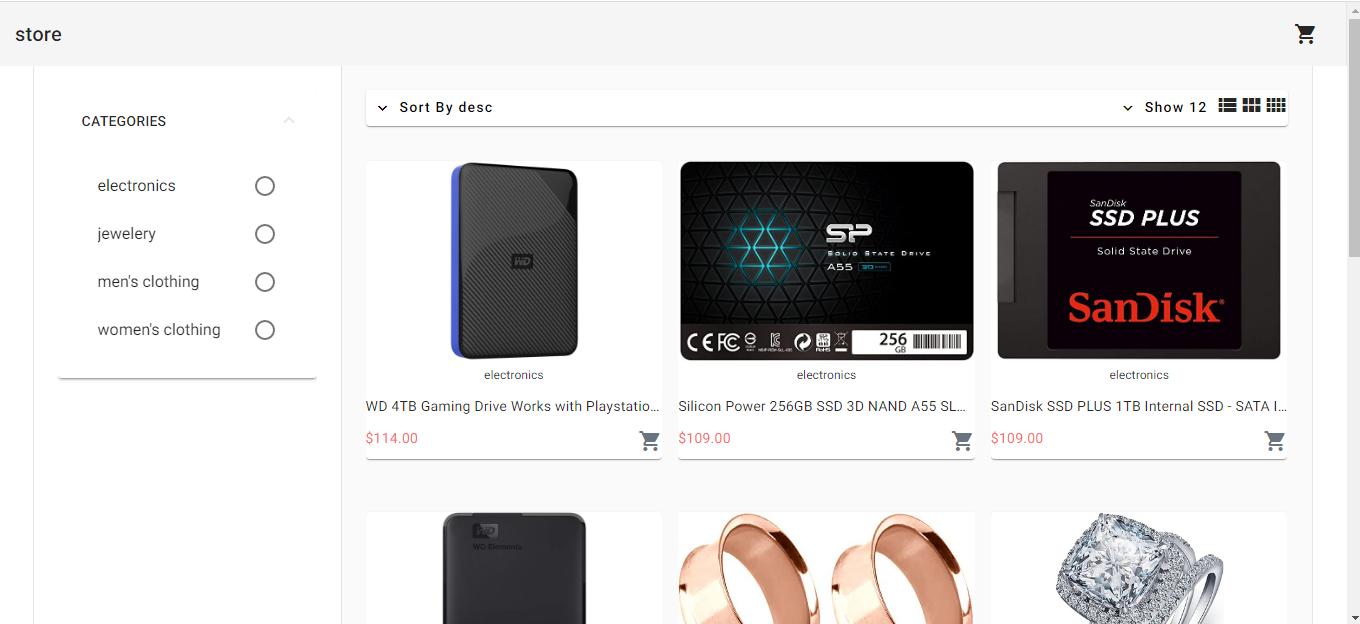 store
CATEGORIES
electronics
jewelery
men's clothing
women's clothing
Sort By desc
Show 12
WD
SP
SOLID STATE DRIVE
A55
256
GB
SanDisk
SSD PLUS
Solid State Drive
SanDisk
electronics
electronics
electronics
WD 4TB Gaming Drive Works with Playstatio...
Silicon Power 256GB SSD 3D NAND A55 SL...
SanDisk SSD PLUS 1TB Internal SSD - SATA I...
$114.00
$109.00
$109.00
WD
WD Elements